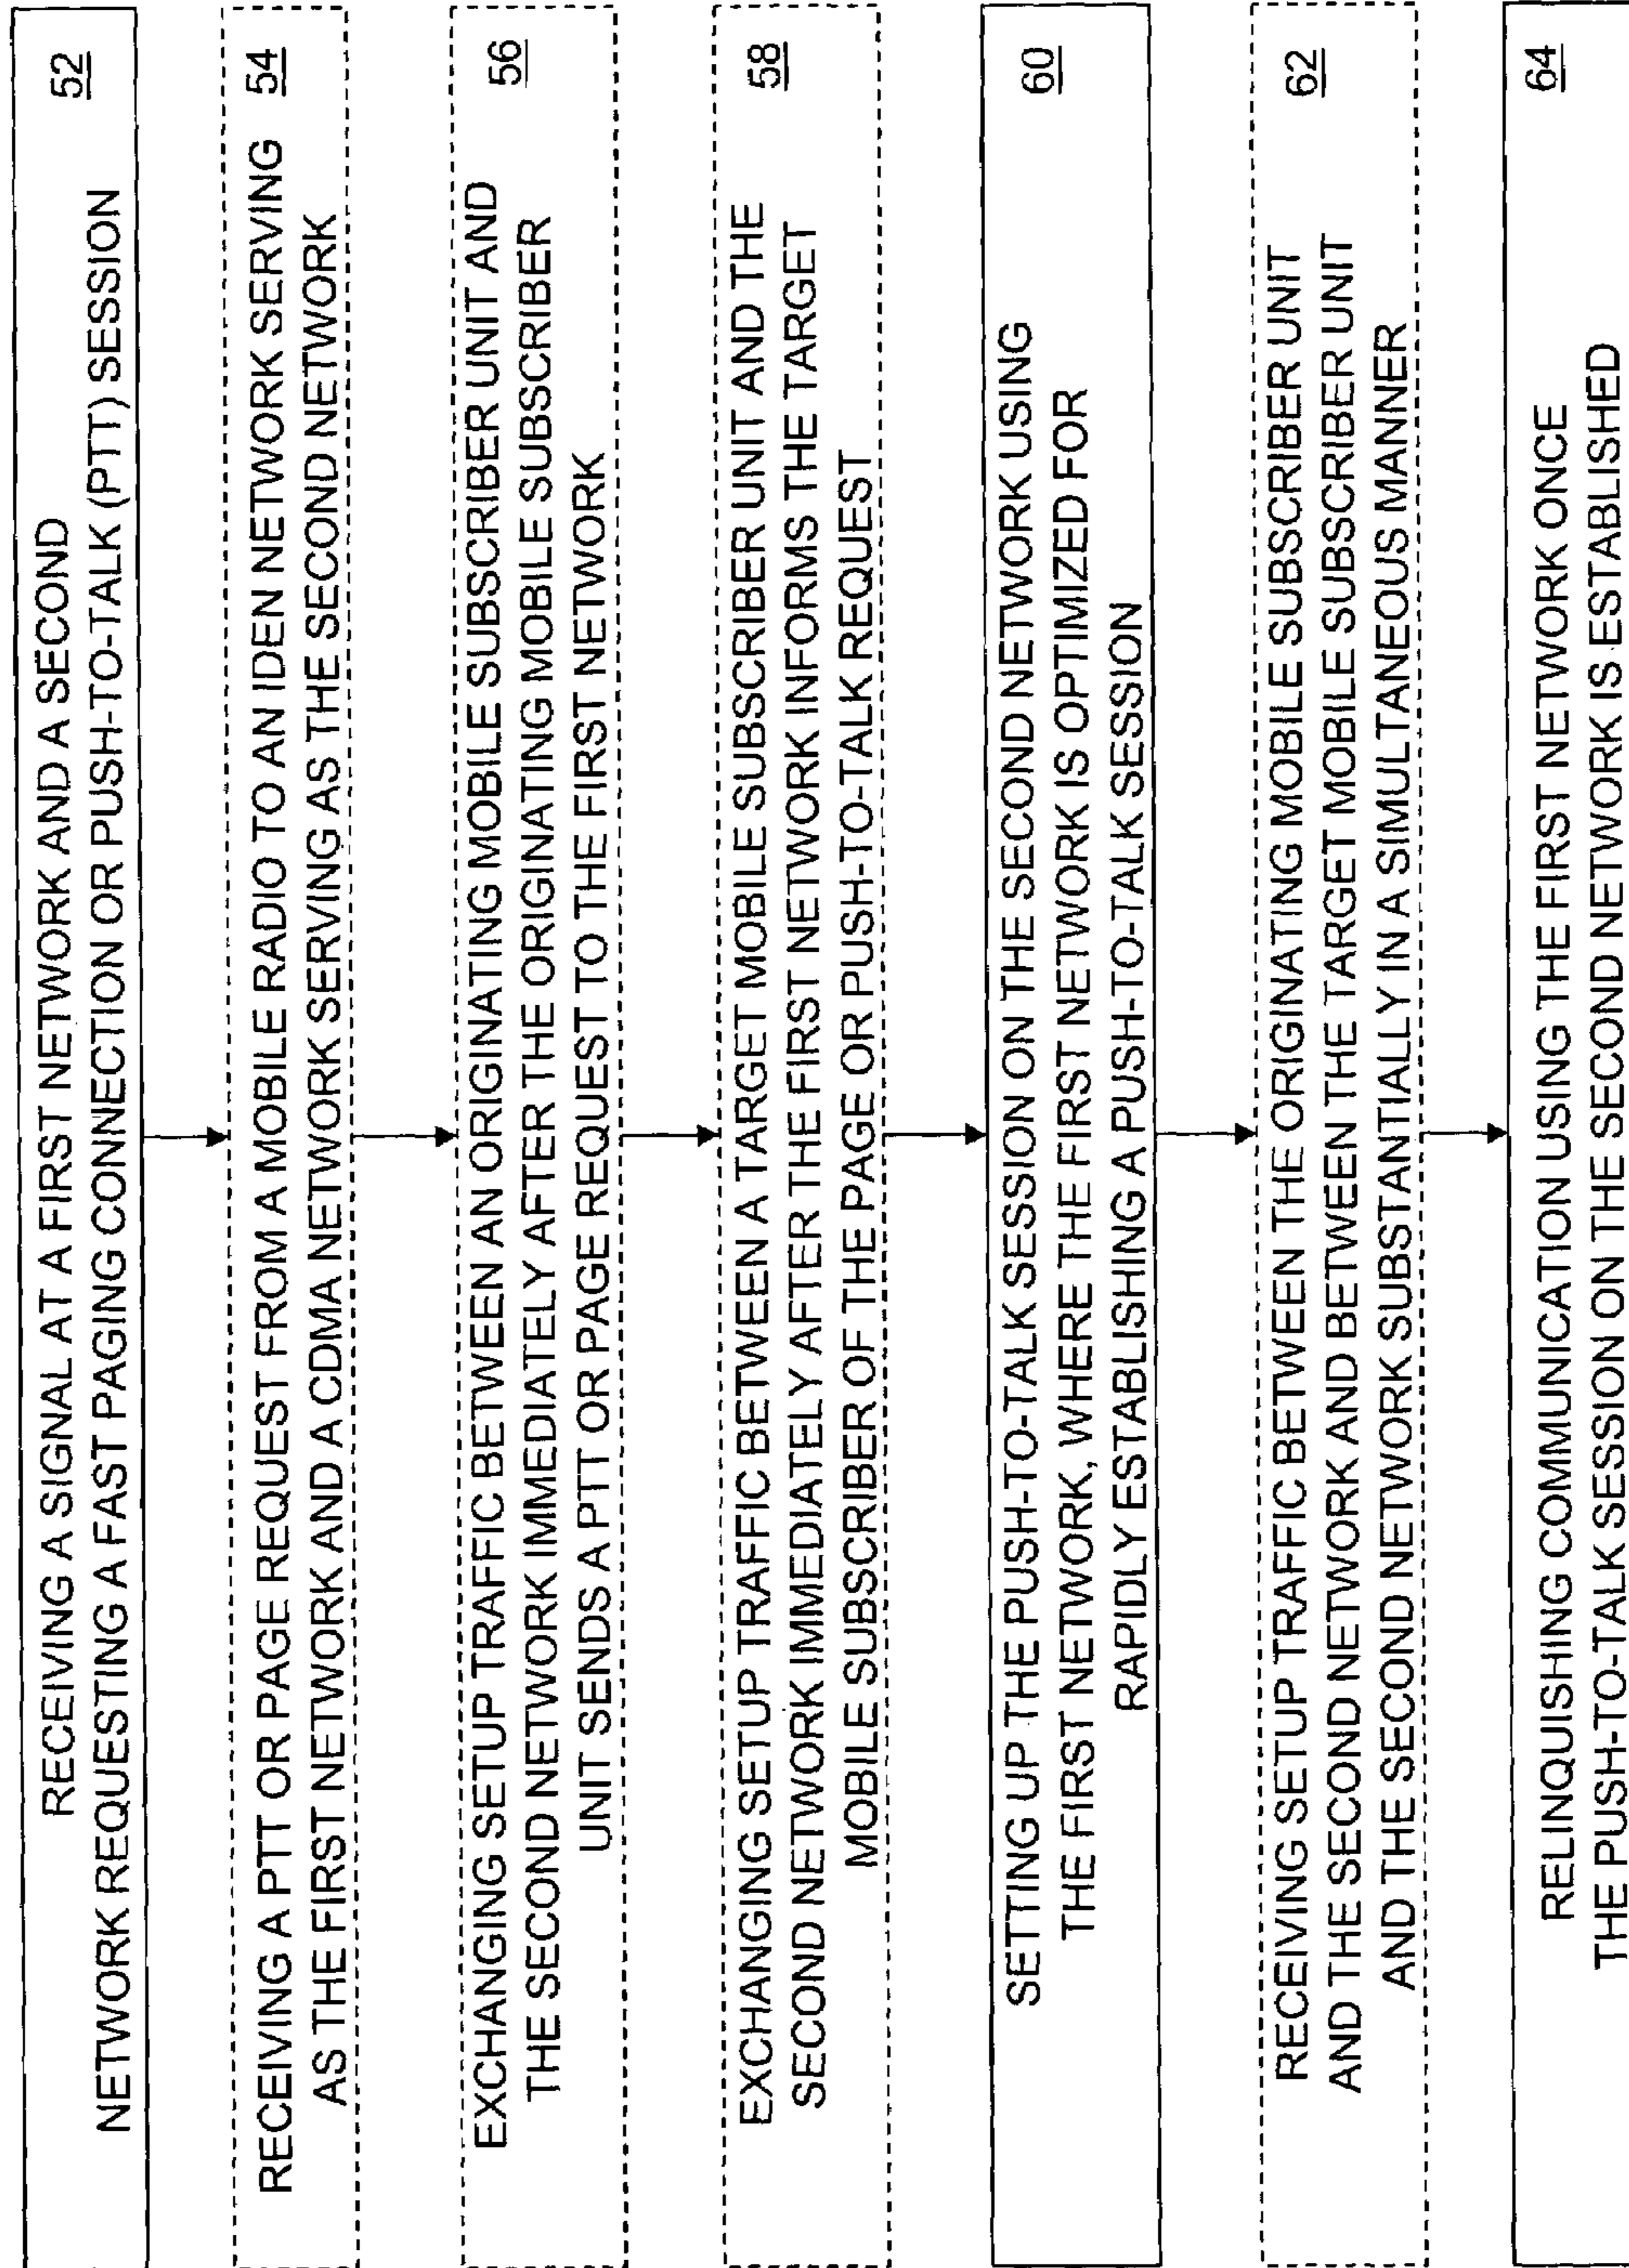 RECEIVING A SIGNAL AT A FIRST NETWORK AND A SECOND
NETWORK REQUESTING A FAST PAGING CONNECTION OR PUSH-TO-TALK (PTT) SESSION
52
RECEIVING A PTT OR PAGE REQUEST FROM A MOBILE RADIO TO AN IDEN NETWORK SERVING
AS THE FIRST NETWORK AND A CDMA NETWORK SERVING AS THE SECOND NETWORK
54
EXCHANGING SETUP TRAFFIC BETWEEN AN ORIGINATING MOBILE SUBSCRIBER UNIT AND
THE SECOND NETWORK IMMEDIATELY AFTER THE ORIGINATING MOBILE SUBSCRIBER
UNIT SENDS A PTT OR PAGE REQUEST TO THE FIRST NETWORK
56
EXCHANGING SETUP TRAFFIC BETWEEN A TARGET MOBILE SUBSCRIBER UNIT AND THE
SECOND NETWORK IMMEDIATELY AFTER THE FIRST NETWORK INFORMS THE TARGET
MOBILE SUBSCRIBER OF THE PAGE OR PUSH-TO-TALK REQUEST
58
SETTING UP THE PUSH-TO-TALK SESSION ON THE SECOND NETWORK USING
THE FIRST NETWORK, WHERE THE FIRST NETWORK IS OPTIMIZED FOR
RAPIDLY ESTABLISHING A PUSH-TO-TALK SESSION
60
RECEIVING SETUP TRAFFIC BETWEEN THE ORIGINATING MOBILE SUBSCRIBER UNIT
AND THE SECOND NETWORK AND BETWEEN THE TARGET MOBILE SUBSCRIBER UNIT
AND THE SECOND NETWORK SUBSTANTIALLY IN A SIMULTANEOUS MANNER
62
RELINQUISHING COMMUNICATION USING THE FIRST NETWORK ONCE
THE PUSH-TO-TALK SESSION ON THE SECOND NETWORK IS ESTABLISHED
64